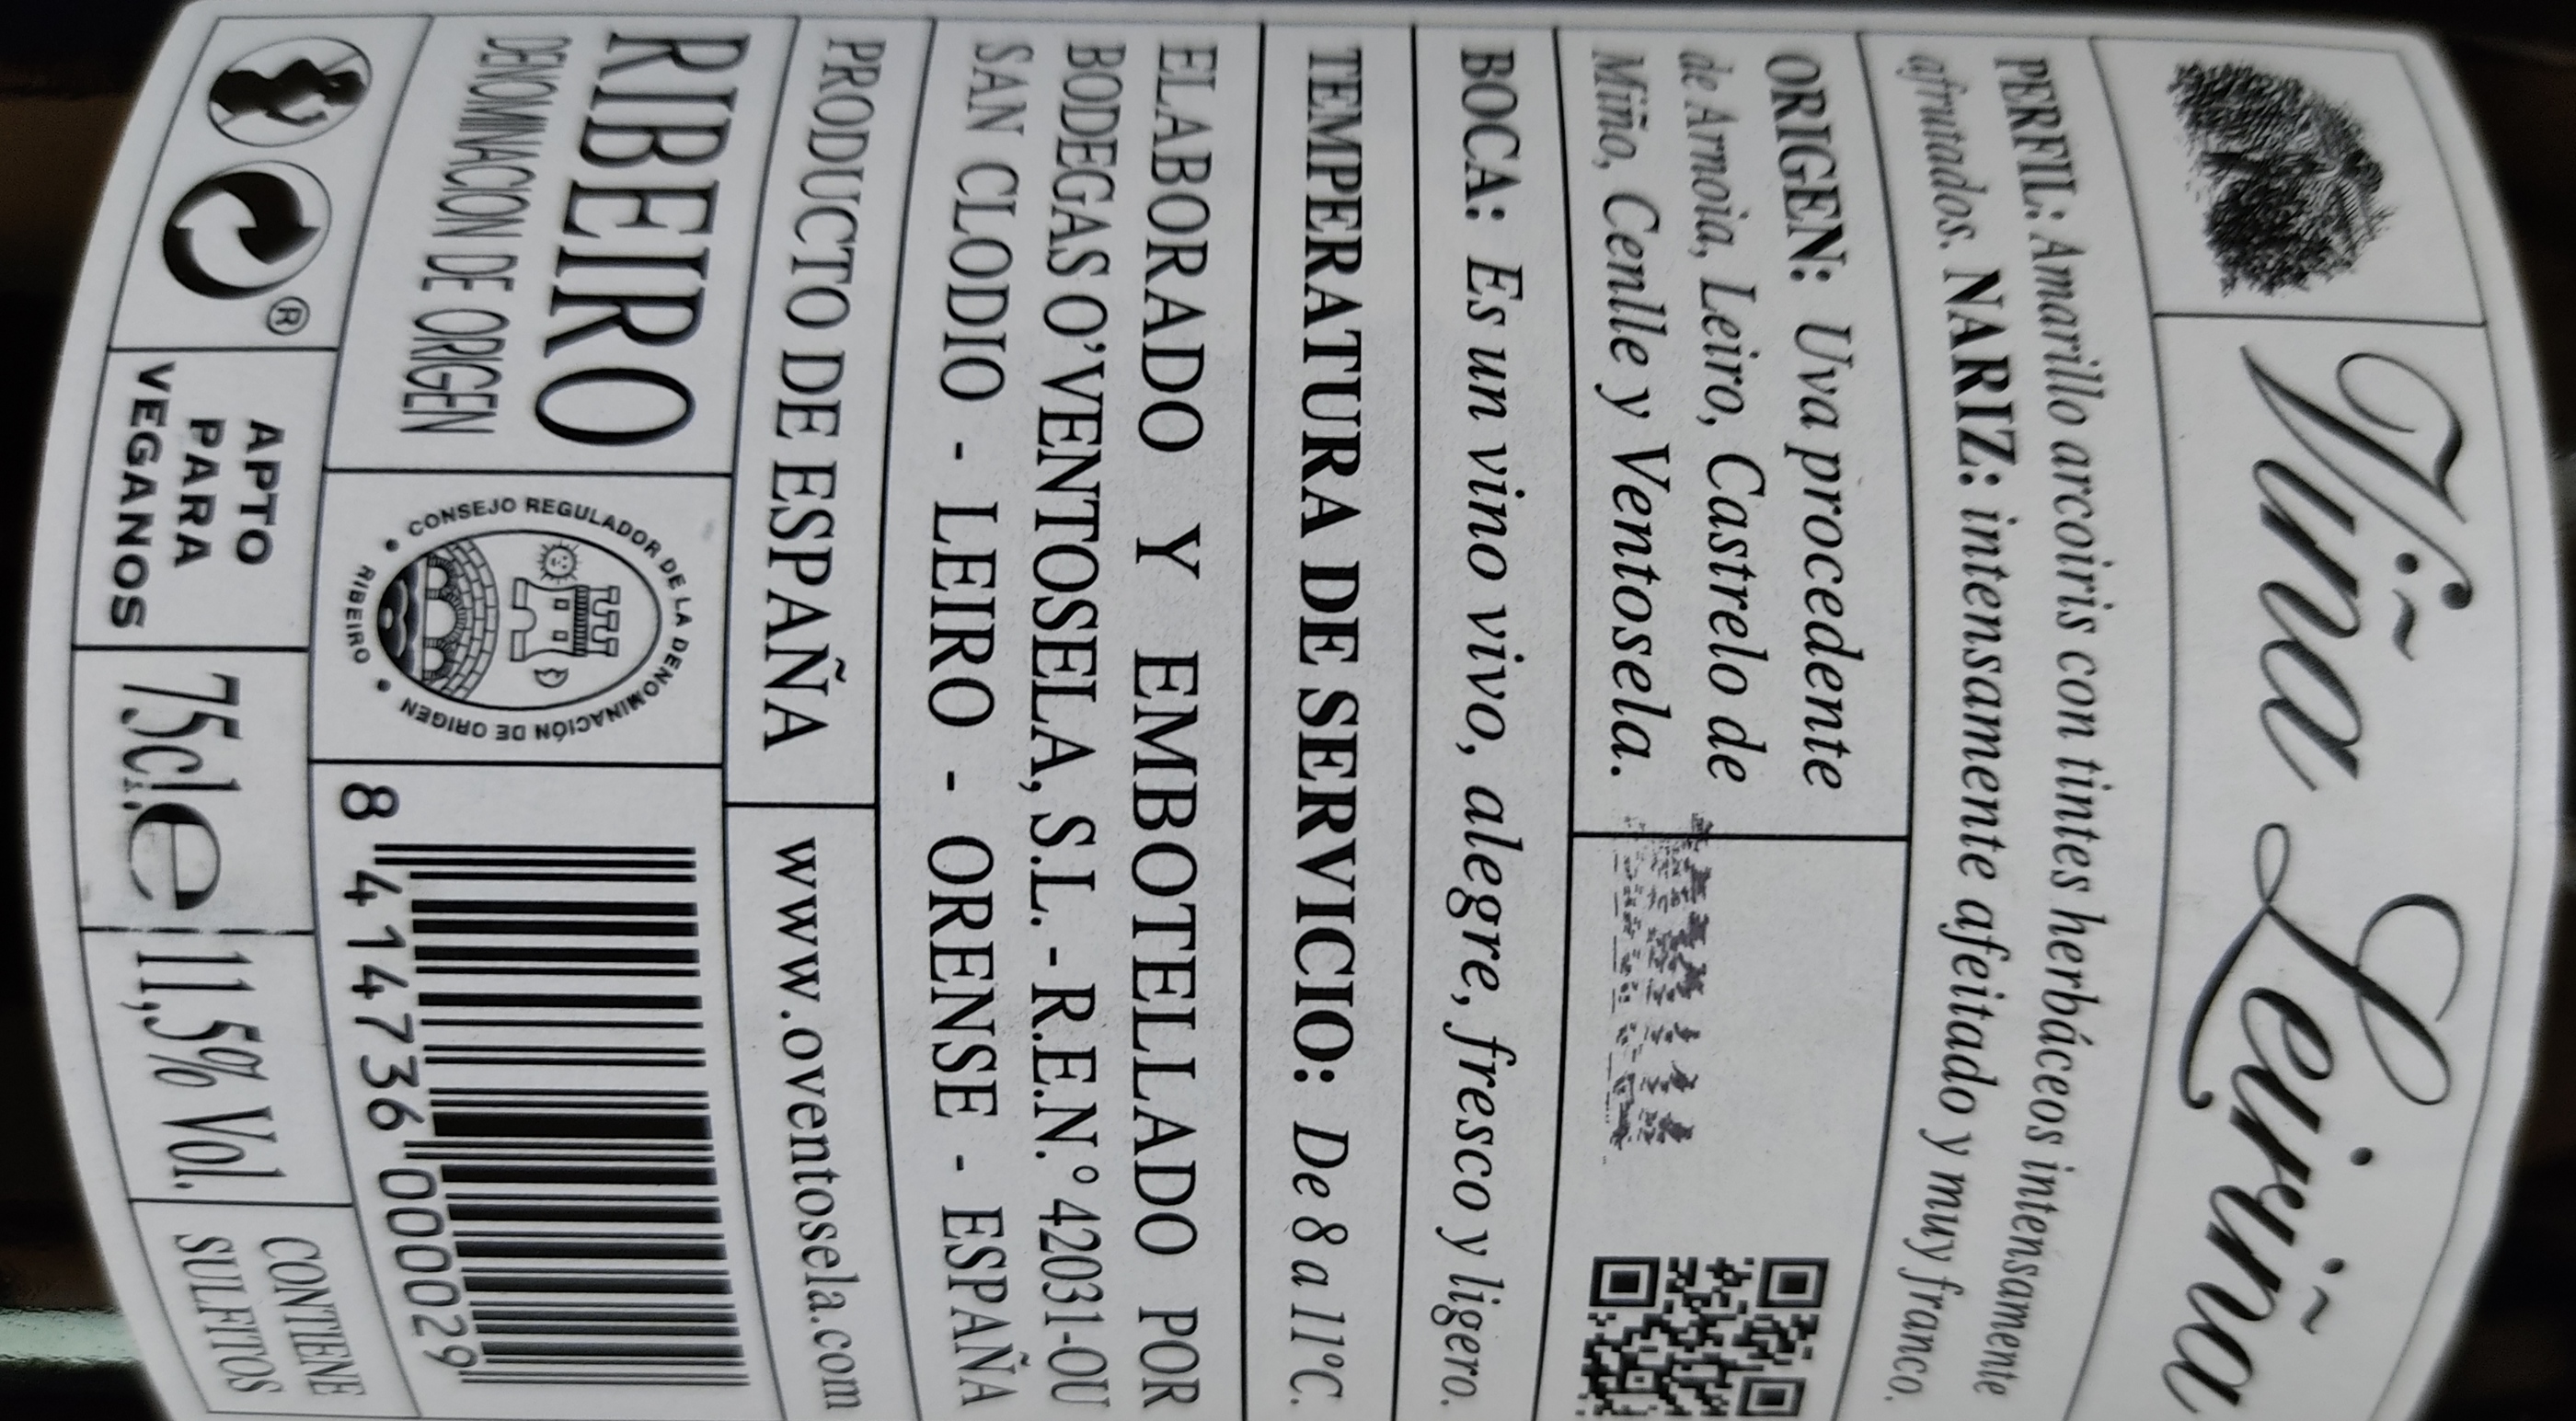 Viña Leiriña
PERFIL: Amarillo arcoiris con tintes herbáceos intensamente
afrutados. NARIZ: intensamente afeitado y muy franco.
ORIGEN: Uva procedente
de Arnoia, Leiro, Castrelo de
Miño, Cenlle y Ventosela.
BOCA: Es un vino vivo, alegre, fresco y ligero.
TEMPERATURA DE SERVICIO: De 8 a 11ºC.
ELABORADO Y EMBOTELLADO POR
BODEGAS O'VENTOSELA, S.L. - R.E.N.º 42031-OU
SAN CLODIO - LEIRO - ORENSE - ESPAÑA
PRODUCTO DE ESPAÑA
www.oventosela.com
RIBEIRO
DENOMINACION DE ORIGEN
CONSEJO REGULADOR DE LA DENOMINACIÓN DE ORIGEN
• RIBEIRO •
8 414736 000029
®
APTO
PARA
VEGANOS
75cl e
11,5% Vol.
CONTIENE
SULFITOS